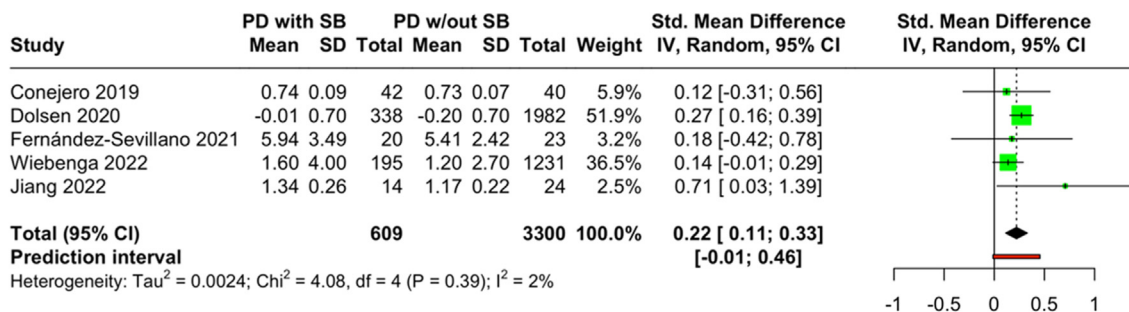 PD with SB PD w/out SB Std. Mean Difference Std. Mean Difference
Study Mean SD Total Mean SD Total Weight IV, Random, 95% CI IV, Random, 95% CI
Conejero 2019 0.74 0.09 42 0.73 0.07 40 5.9% 0.12 [-0.31; 0.56]
Dolsen 2020 -0.01 0.70 338 -0.20 0.70 1982 51.9% 0.27 [ 0.16; 0.39]
Fernández-Sevillano 2021 5.94 3.49 20 5.41 2.42 23 3.2% 0.18 [-0.42; 0.78]
Wiebenga 2022 1.60 4.00 195 1.20 2.70 1231 36.5% 0.14 [-0.01; 0.29]
Jiang 2022 1.34 0.26 14 1.17 0.22 24 2.5% 0.71 [ 0.03; 1.39]
Total (95% CI) 609 3300 100.0% 0.22 [ 0.11; 0.33]
Prediction interval [-0.01; 0.46]
Heterogeneity: Tau² = 0.0024; Chi² = 4.08, df = 4 (P = 0.39); I² = 2%
-1 -0.5 0 0.5 1